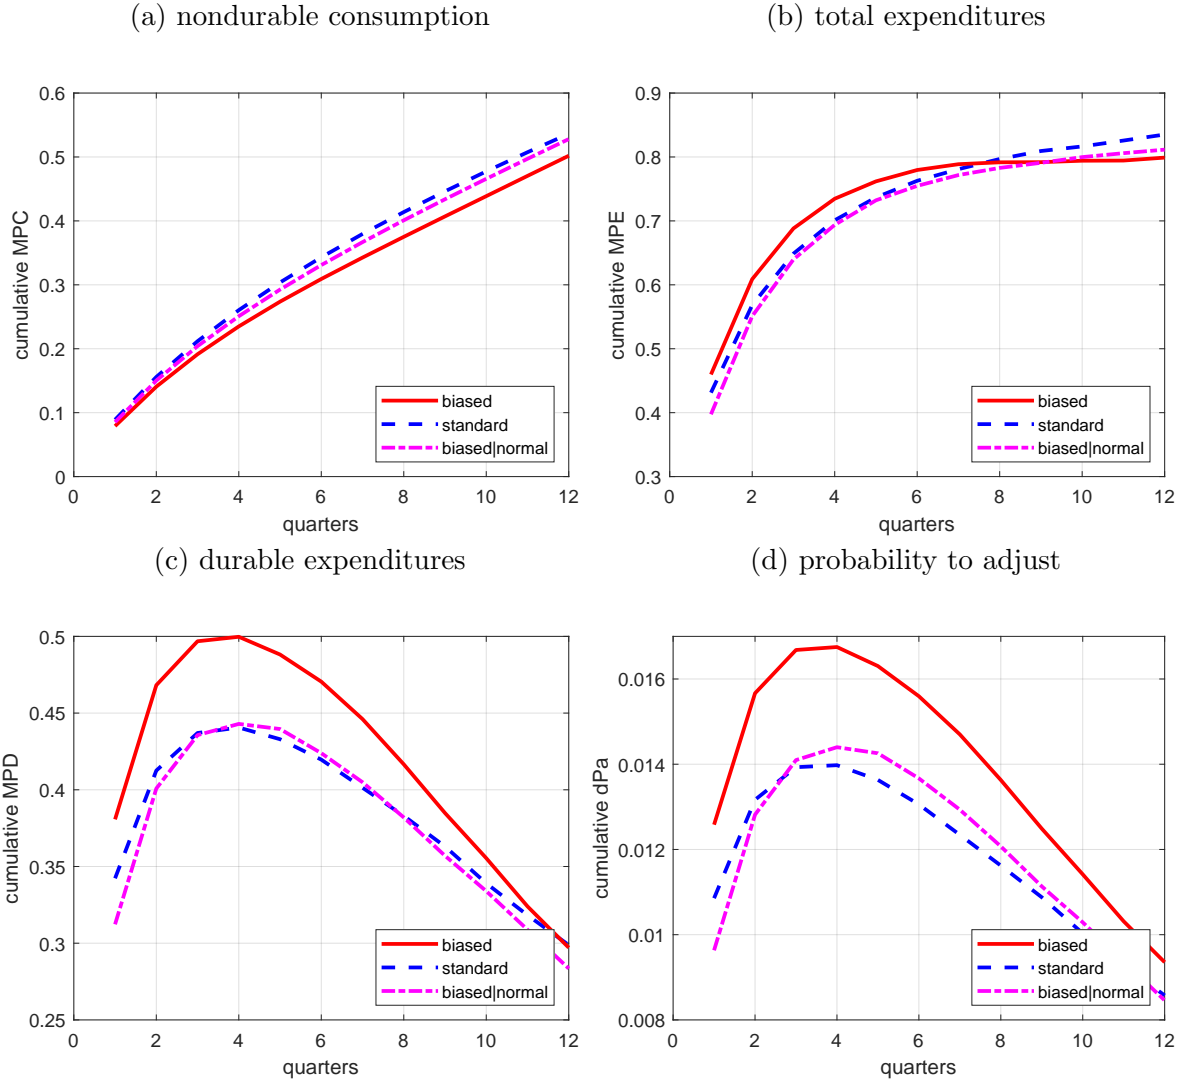 (a) nondurable consumption
0.6
0.5
0.4
0.3
0.2
0.1
0
cumulative MPC
biased
standard
biased|normal
0 2 4 6 8 10 12
quarters
(b) total expenditures
0.9
0.8
0.7
0.6
0.5
0.4
0.3
cumulative MPE
biased
standard
biased|normal
0 2 4 6 8 10 12
quarters
(c) durable expenditures
0.5
0.45
0.4
0.35
0.3
0.25
cumulative MPD
biased
standard
biased|normal
0 2 4 6 8 10 12
quarters
(d) probability to adjust
0.016
0.014
0.012
0.01
0.008
cumulative dPa
biased
standard
biased|normal
0 2 4 6 8 10 12
quarters